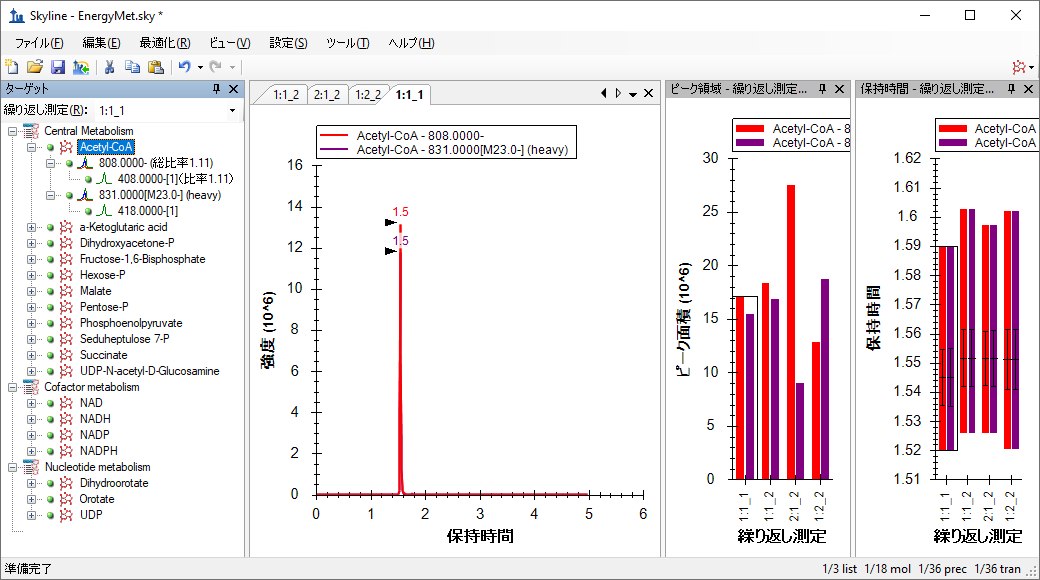 Skyline - EnergyMet.sky *
ファイル(F) 編集(E) 最適化(R) ビュー(V) 設定(S) ツール(T) ヘルプ(H)
ターゲット
繰り返し測定(R): 1:1_1
Central Metabolism
Acetyl-CoA
808.0000- (総比率1.11)
408.0000-[1](比率1.11)
831.0000[M23.0-] (heavy)
418.0000-[1]
a-Ketoglutaric acid
Dihydroxyacetone-P
Fructose-1,6-Bisphosphate
Hexose-P
Malate
Pentose-P
Phosphoenolpyruvate
Seduheptulose 7-P
Succinate
UDP-N-acetyl-D-Glucosamine
Cofactor metabolism
NAD
NADH
NADP
NADPH
Nucleotide metabolism
Dihydroorotate
Orotate
UDP
1:1_2 2:1_2 1:2_2 1:1_1
Acetyl-CoA - 808.0000-
Acetyl-CoA - 831.0000[M23.0-] (heavy)
強度 (10^6)
16
14
12
10
8
6
4
2
0
1.5
1.5
0 1 2 3 4 5 6
保持時間
ピーク領域 - 繰り返し測定...
Acetyl-CoA - 8
Acetyl-CoA - 8
ピーク面積 (10^6)
30
25
20
15
10
5
0
1:1_1 1:1_2 2:1_2 1:2_2
繰り返し測定
保持時間 - 繰り返し測定...
Acetyl-CoA
Acetyl-CoA
保持時間
1.62
1.61
1.6
1.59
1.58
1.57
1.56
1.55
1.54
1.53
1.52
1.51
1:1_1 1:1_2 2:1_2 1:2_2
繰り返し測定
準備完了
1/3 list 1/18 mol 1/36 prec 1/36 tran